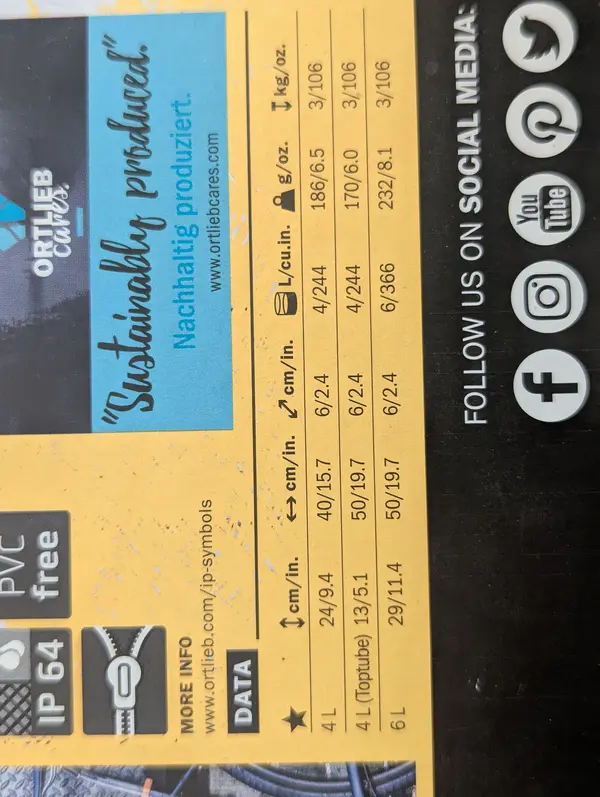 PVC
free
IP 64
MORE INFO
www.ortlieb.com/ip-symbols
ORTLIEB
cares.
"Sustainably produced."
Nachhaltig produziert.
www.ortliebcares.com
DATA
★ ↕ cm/in. ↔ cm/in. ⤢ cm/in. L/cu.in. g/oz. kg/oz.
4 L 24/9.4 40/15.7 6/2.4 4/244 186/6.5 3/106
4 L (Toptube) 13/5.1 50/19.7 6/2.4 4/244 170/6.0 3/106
6 L 29/11.4 50/19.7 6/2.4 6/366 232/8.1 3/106
FOLLOW US ON SOCIAL MEDIA:
You
Tube